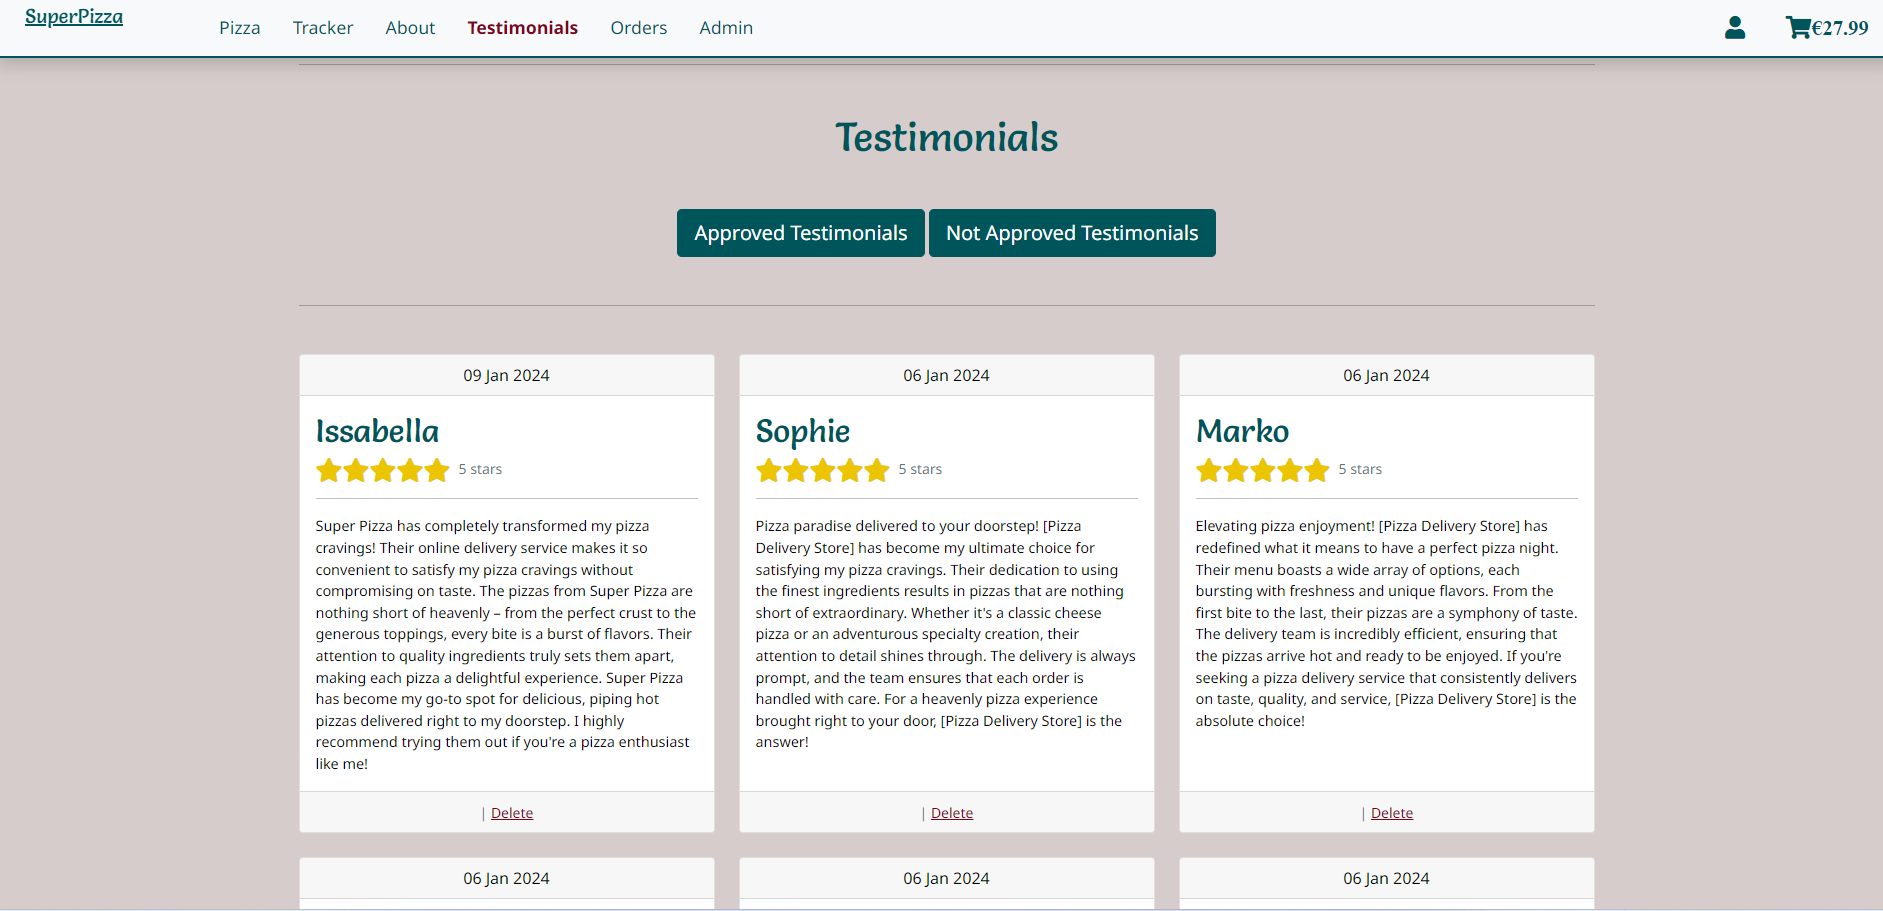 SuperPizza
Pizza Tracker About Testimonials Orders Admin
€27.99
Testimonials
Approved Testimonials Not Approved Testimonials
09 Jan 2024
Issabella
5 stars
Super Pizza has completely transformed my pizza
cravings! Their online delivery service makes it so
convenient to satisfy my pizza cravings without
compromising on taste. The pizzas from Super Pizza are
nothing short of heavenly – from the perfect crust to the
generous toppings, every bite is a burst of flavors. Their
attention to quality ingredients truly sets them apart,
making each pizza a delightful experience. Super Pizza
has become my go-to spot for delicious, piping hot
pizzas delivered right to my doorstep. I highly
recommend trying them out if you're a pizza enthusiast
like me!
| Delete
06 Jan 2024
Sophie
5 stars
Pizza paradise delivered to your doorstep! [Pizza
Delivery Store] has become my ultimate choice for
satisfying my pizza cravings. Their dedication to using
the finest ingredients results in pizzas that are nothing
short of extraordinary. Whether it's a classic cheese
pizza or an adventurous specialty creation, their
attention to detail shines through. The delivery is always
prompt, and the team ensures that each order is
handled with care. For a heavenly pizza experience
brought right to your door, [Pizza Delivery Store] is the
answer!
| Delete
06 Jan 2024
Marko
5 stars
Elevating pizza enjoyment! [Pizza Delivery Store] has
redefined what it means to have a perfect pizza night.
Their menu boasts a wide array of options, each
bursting with freshness and unique flavors. From the
first bite to the last, their pizzas are a symphony of taste.
The delivery team is incredibly efficient, ensuring that
the pizzas arrive hot and ready to be enjoyed. If you're
seeking a pizza delivery service that consistently delivers
on taste, quality, and service, [Pizza Delivery Store] is the
absolute choice!
| Delete
06 Jan 2024
06 Jan 2024
06 Jan 2024